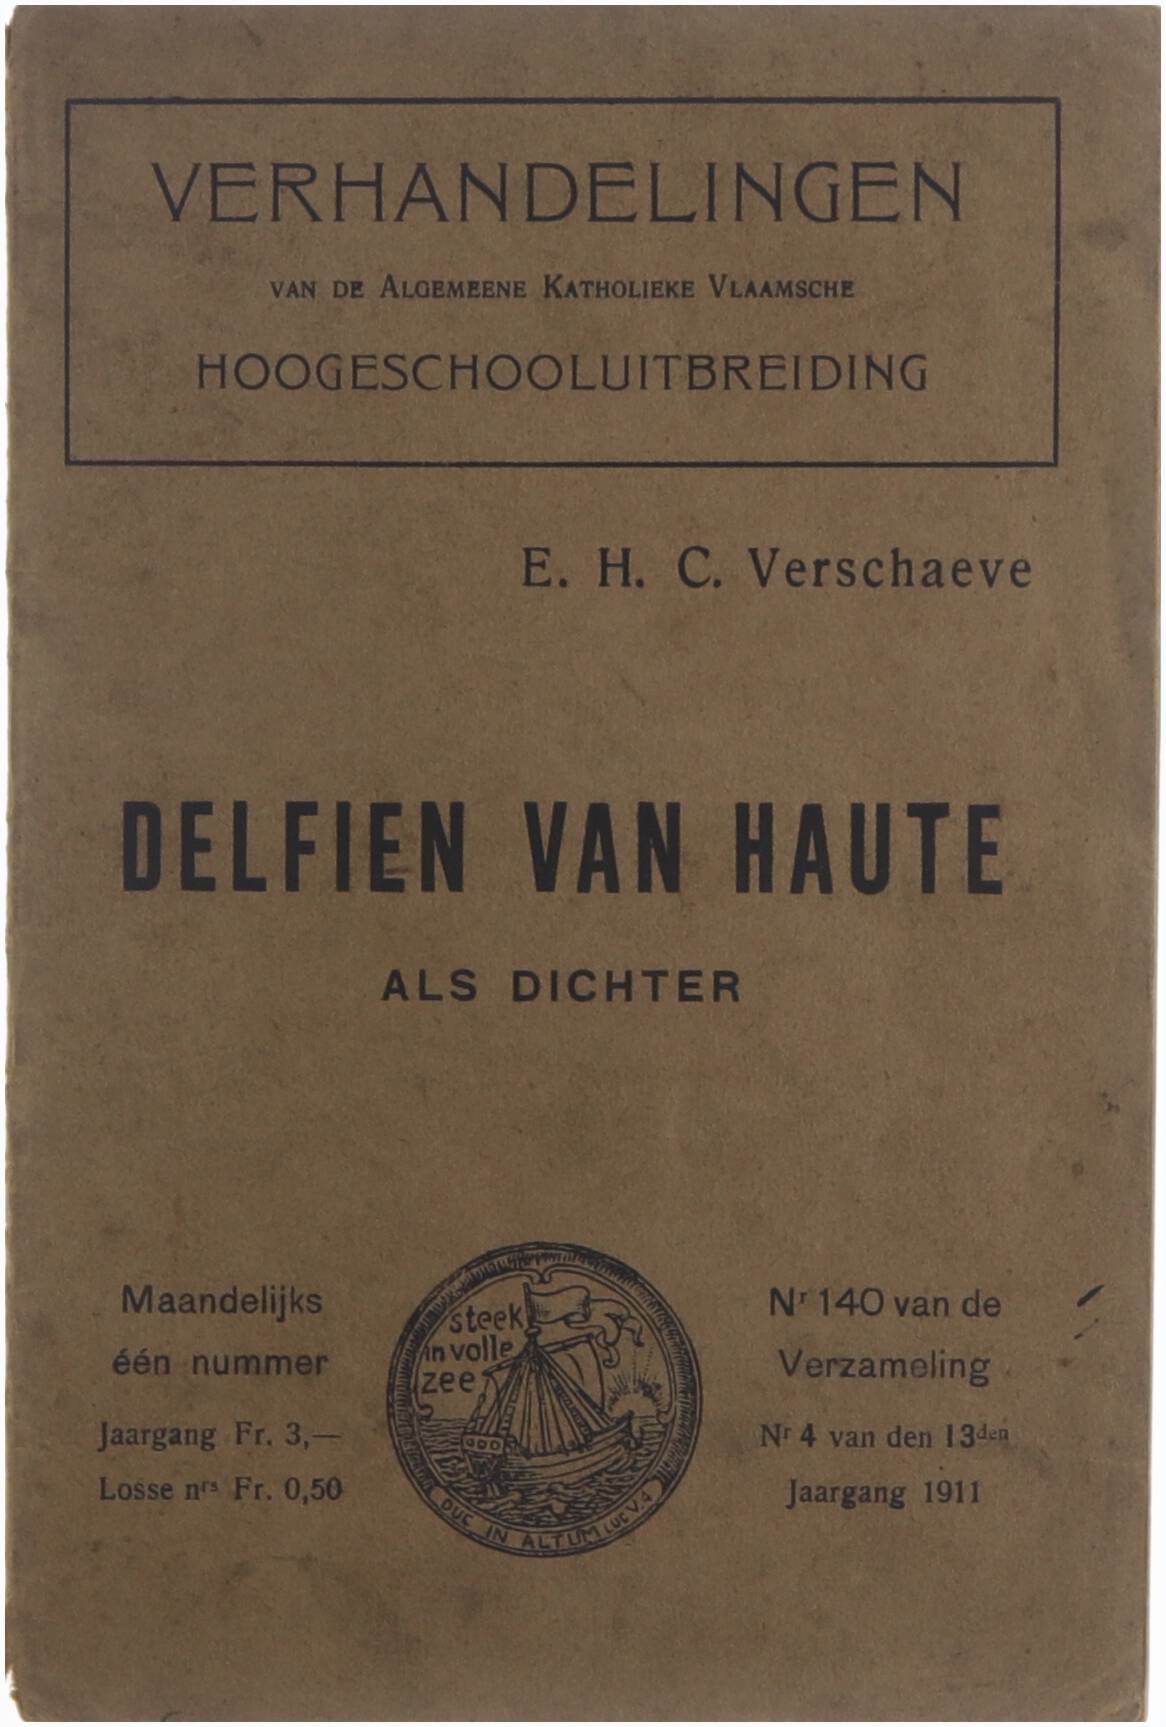 VERHANDELINGEN
VAN DE ALGEMEENE KATHOLIEKE VLAAMSCHE
HOOGESCHOOLUITBREIDING
E. H. C. Verschaeve
DELFIEN VAN HAUTE
ALS DICHTER
Maandelijks
één nummer
Jaargang Fr. 3,—
Losse nrs Fr. 0,50
steek
in volle
zee
DUC IN ALTUM LUC V.4
Nr 140 van de
Verzameling
Nr 4 van den 13den
Jaargang 1911